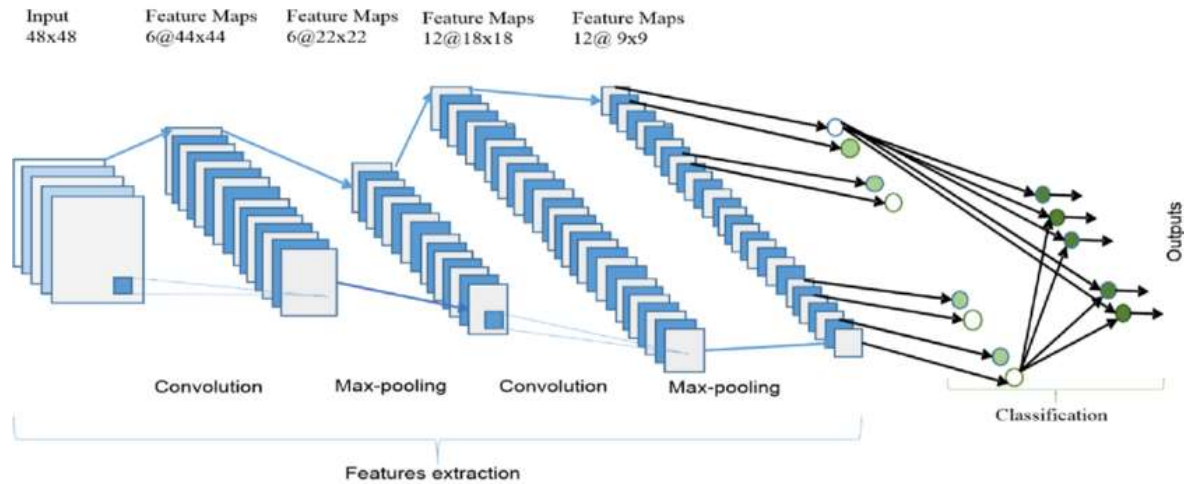 Input
48x48
Feature Maps
6@44x44
Feature Maps
6@22x22
Feature Maps
12@18x18
Feature Maps
12@ 9x9
Outputs
Convolution
Max-pooling
Convolution
Max-pooling
Classification
Features extraction